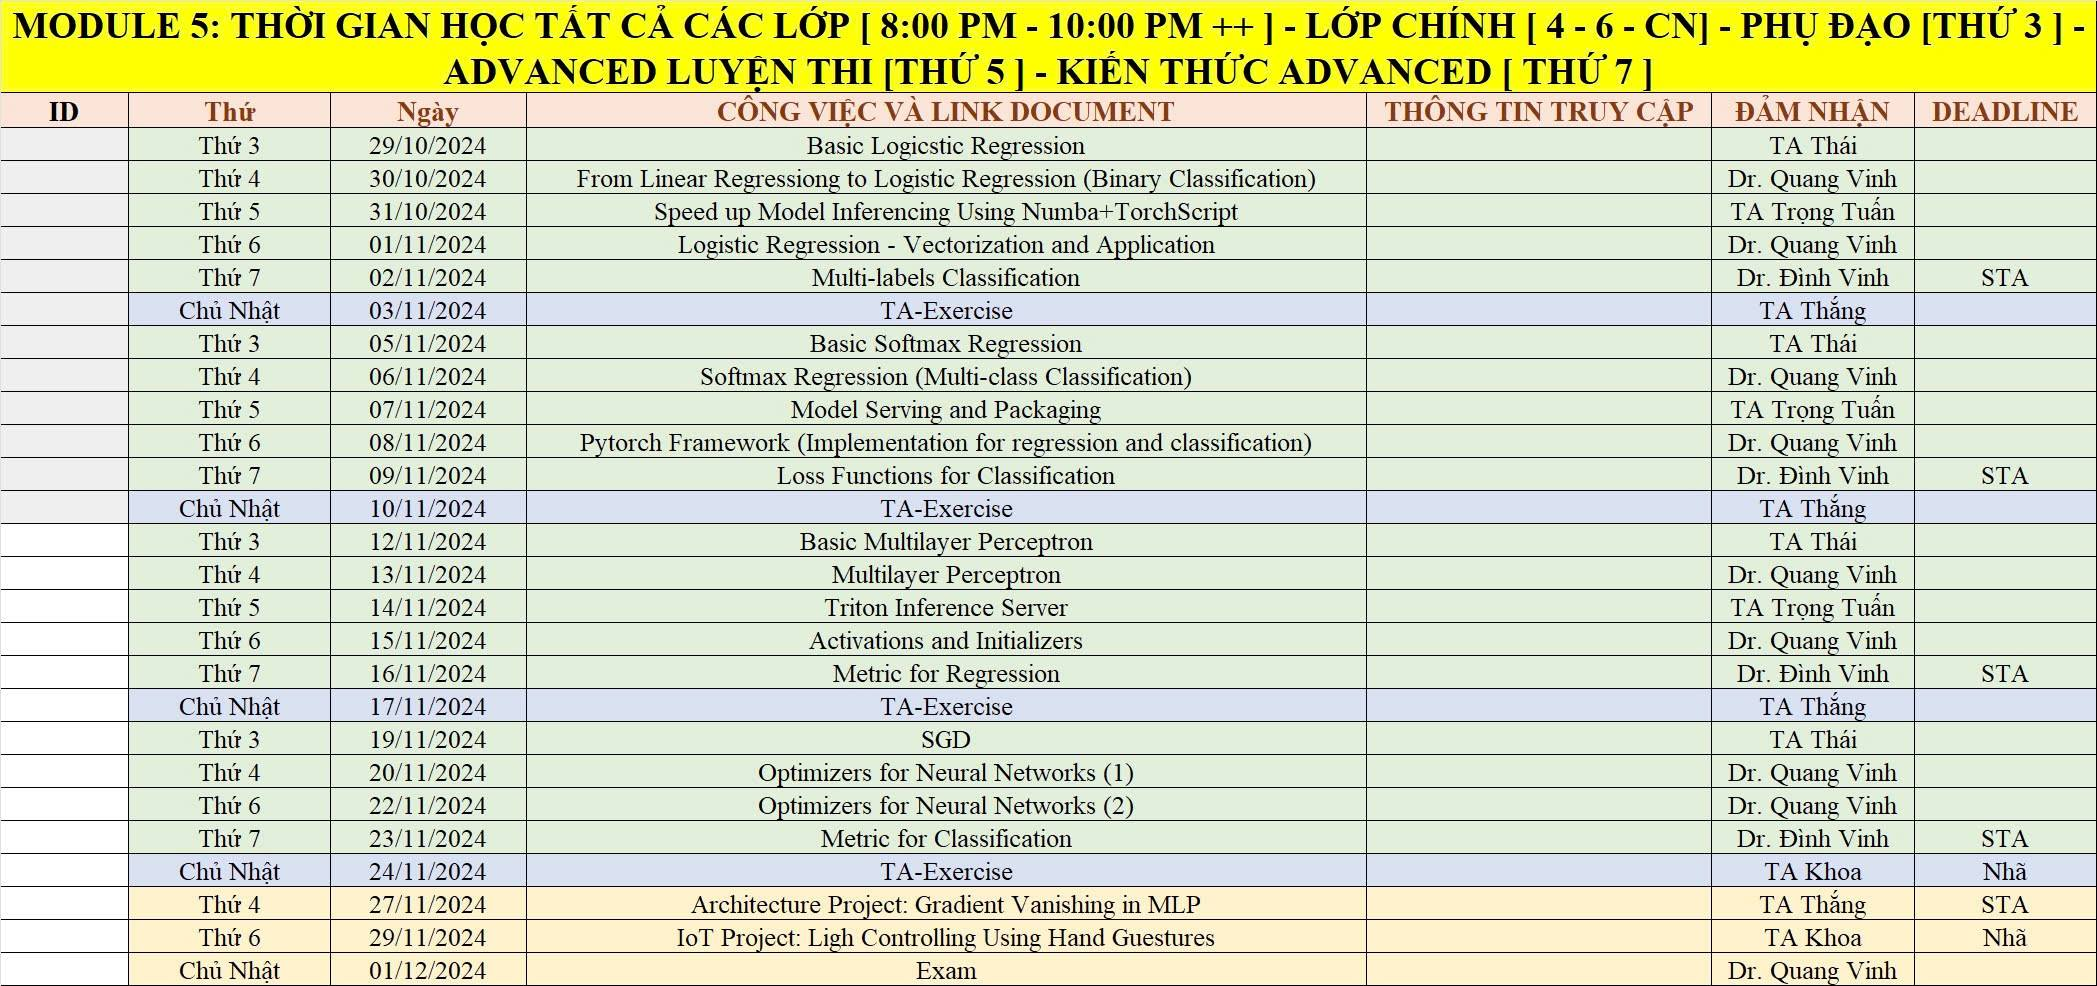 MODULE 5: THỜI GIAN HỌC TẤT CẢ CÁC LỚP [ 8:00 PM - 10:00 PM ++ ] - LỚP CHÍNH [ 4 - 6 - CN] - PHỤ ĐẠO [THỨ 3 ] -
ADVANCED LUYỆN THI [THỨ 5 ] - KIẾN THỨC ADVANCED [ THỨ 7 ]
ID Thứ Ngày CÔNG VIỆC VÀ LINK DOCUMENT THÔNG TIN TRUY CẬP ĐẢM NHẬN DEADLINE
Thứ 3 29/10/2024 Basic Logicstic Regression TA Thái
Thứ 4 30/10/2024 From Linear Regressiong to Logistic Regression (Binary Classification) Dr. Quang Vinh
Thứ 5 31/10/2024 Speed up Model Inferencing Using Numba+TorchScript TA Trọng Tuấn
Thứ 6 01/11/2024 Logistic Regression - Vectorization and Application Dr. Quang Vinh
Thứ 7 02/11/2024 Multi-labels Classification Dr. Đình Vinh STA
Chủ Nhật 03/11/2024 TA-Exercise TA Thắng
Thứ 3 05/11/2024 Basic Softmax Regression TA Thái
Thứ 4 06/11/2024 Softmax Regression (Multi-class Classification) Dr. Quang Vinh
Thứ 5 07/11/2024 Model Serving and Packaging TA Trọng Tuấn
Thứ 6 08/11/2024 Pytorch Framework (Implementation for regression and classification) Dr. Quang Vinh
Thứ 7 09/11/2024 Loss Functions for Classification Dr. Đình Vinh STA
Chủ Nhật 10/11/2024 TA-Exercise TA Thắng
Thứ 3 12/11/2024 Basic Multilayer Perceptron TA Thái
Thứ 4 13/11/2024 Multilayer Perceptron Dr. Quang Vinh
Thứ 5 14/11/2024 Triton Inference Server TA Trọng Tuấn
Thứ 6 15/11/2024 Activations and Initializers Dr. Quang Vinh
Thứ 7 16/11/2024 Metric for Regression Dr. Đình Vinh STA
Chủ Nhật 17/11/2024 TA-Exercise TA Thắng
Thứ 3 19/11/2024 SGD TA Thái
Thứ 4 20/11/2024 Optimizers for Neural Networks (1) Dr. Quang Vinh
Thứ 6 22/11/2024 Optimizers for Neural Networks (2) Dr. Quang Vinh
Thứ 7 23/11/2024 Metric for Classification Dr. Đình Vinh STA
Chủ Nhật 24/11/2024 TA-Exercise TA Khoa Nhã
Thứ 4 27/11/2024 Architecture Project: Gradient Vanishing in MLP TA Thắng STA
Thứ 6 29/11/2024 IoT Project: Ligh Controlling Using Hand Guestures TA Khoa Nhã
Chủ Nhật 01/12/2024 Exam Dr. Quang Vinh